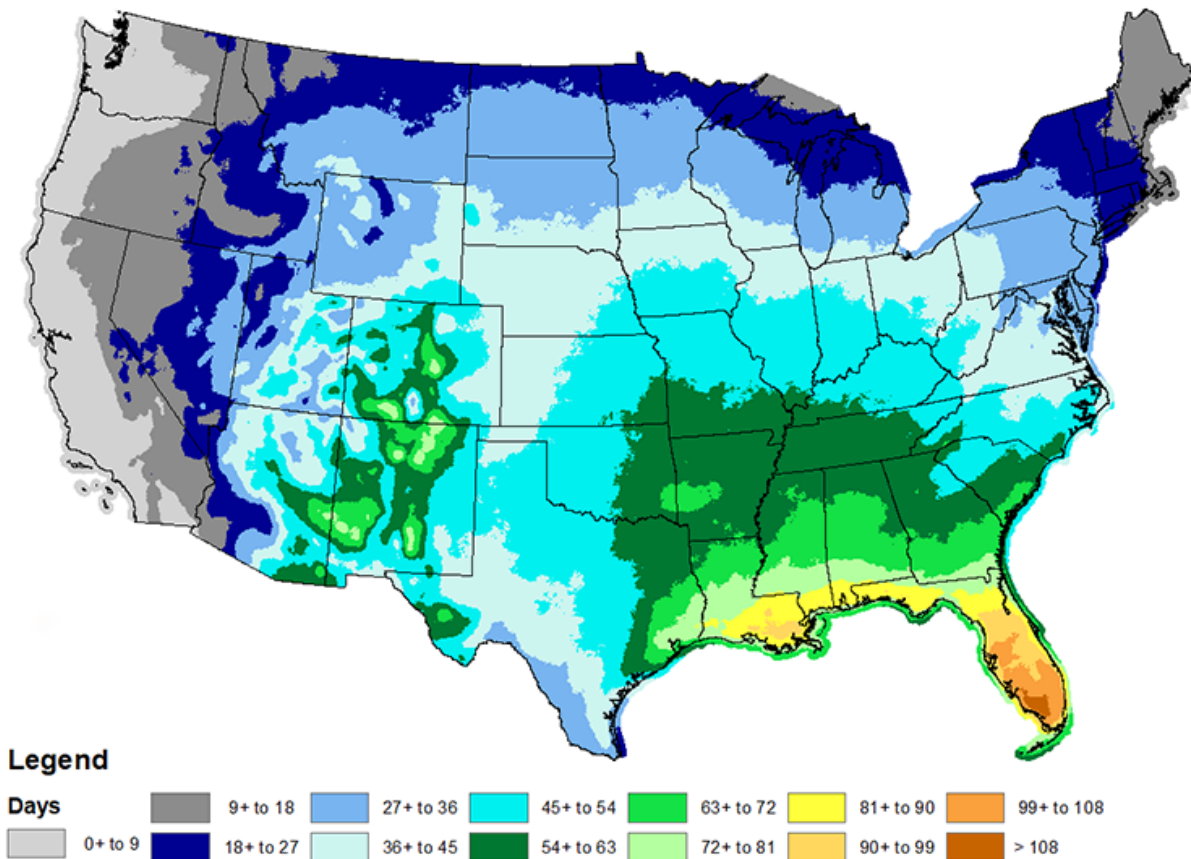 Legend
Days
9+ to 18
27+ to 36
45+ to 54
63+ to 72
81+ to 90
99+ to 108
0+ to 9
18+ to 27
36+ to 45
54+ to 63
72+ to 81
90+ to 99
> 108